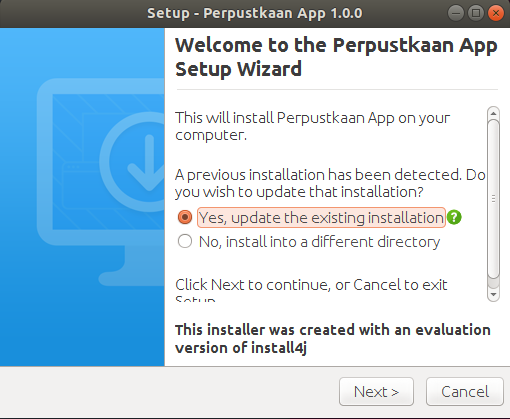 Setup - Perpustkaan App 1.0.0
Welcome to the Perpustkaan App
Setup Wizard
This will install Perpustkaan App on your
computer.
A previous installation has been detected. Do
you wish to update that installation?
Yes, update the existing installation
?
No, install into a different directory
Click Next to continue, or Cancel to exit
Setup.
This installer was created with an evaluation
version of install4j
Next >
Cancel